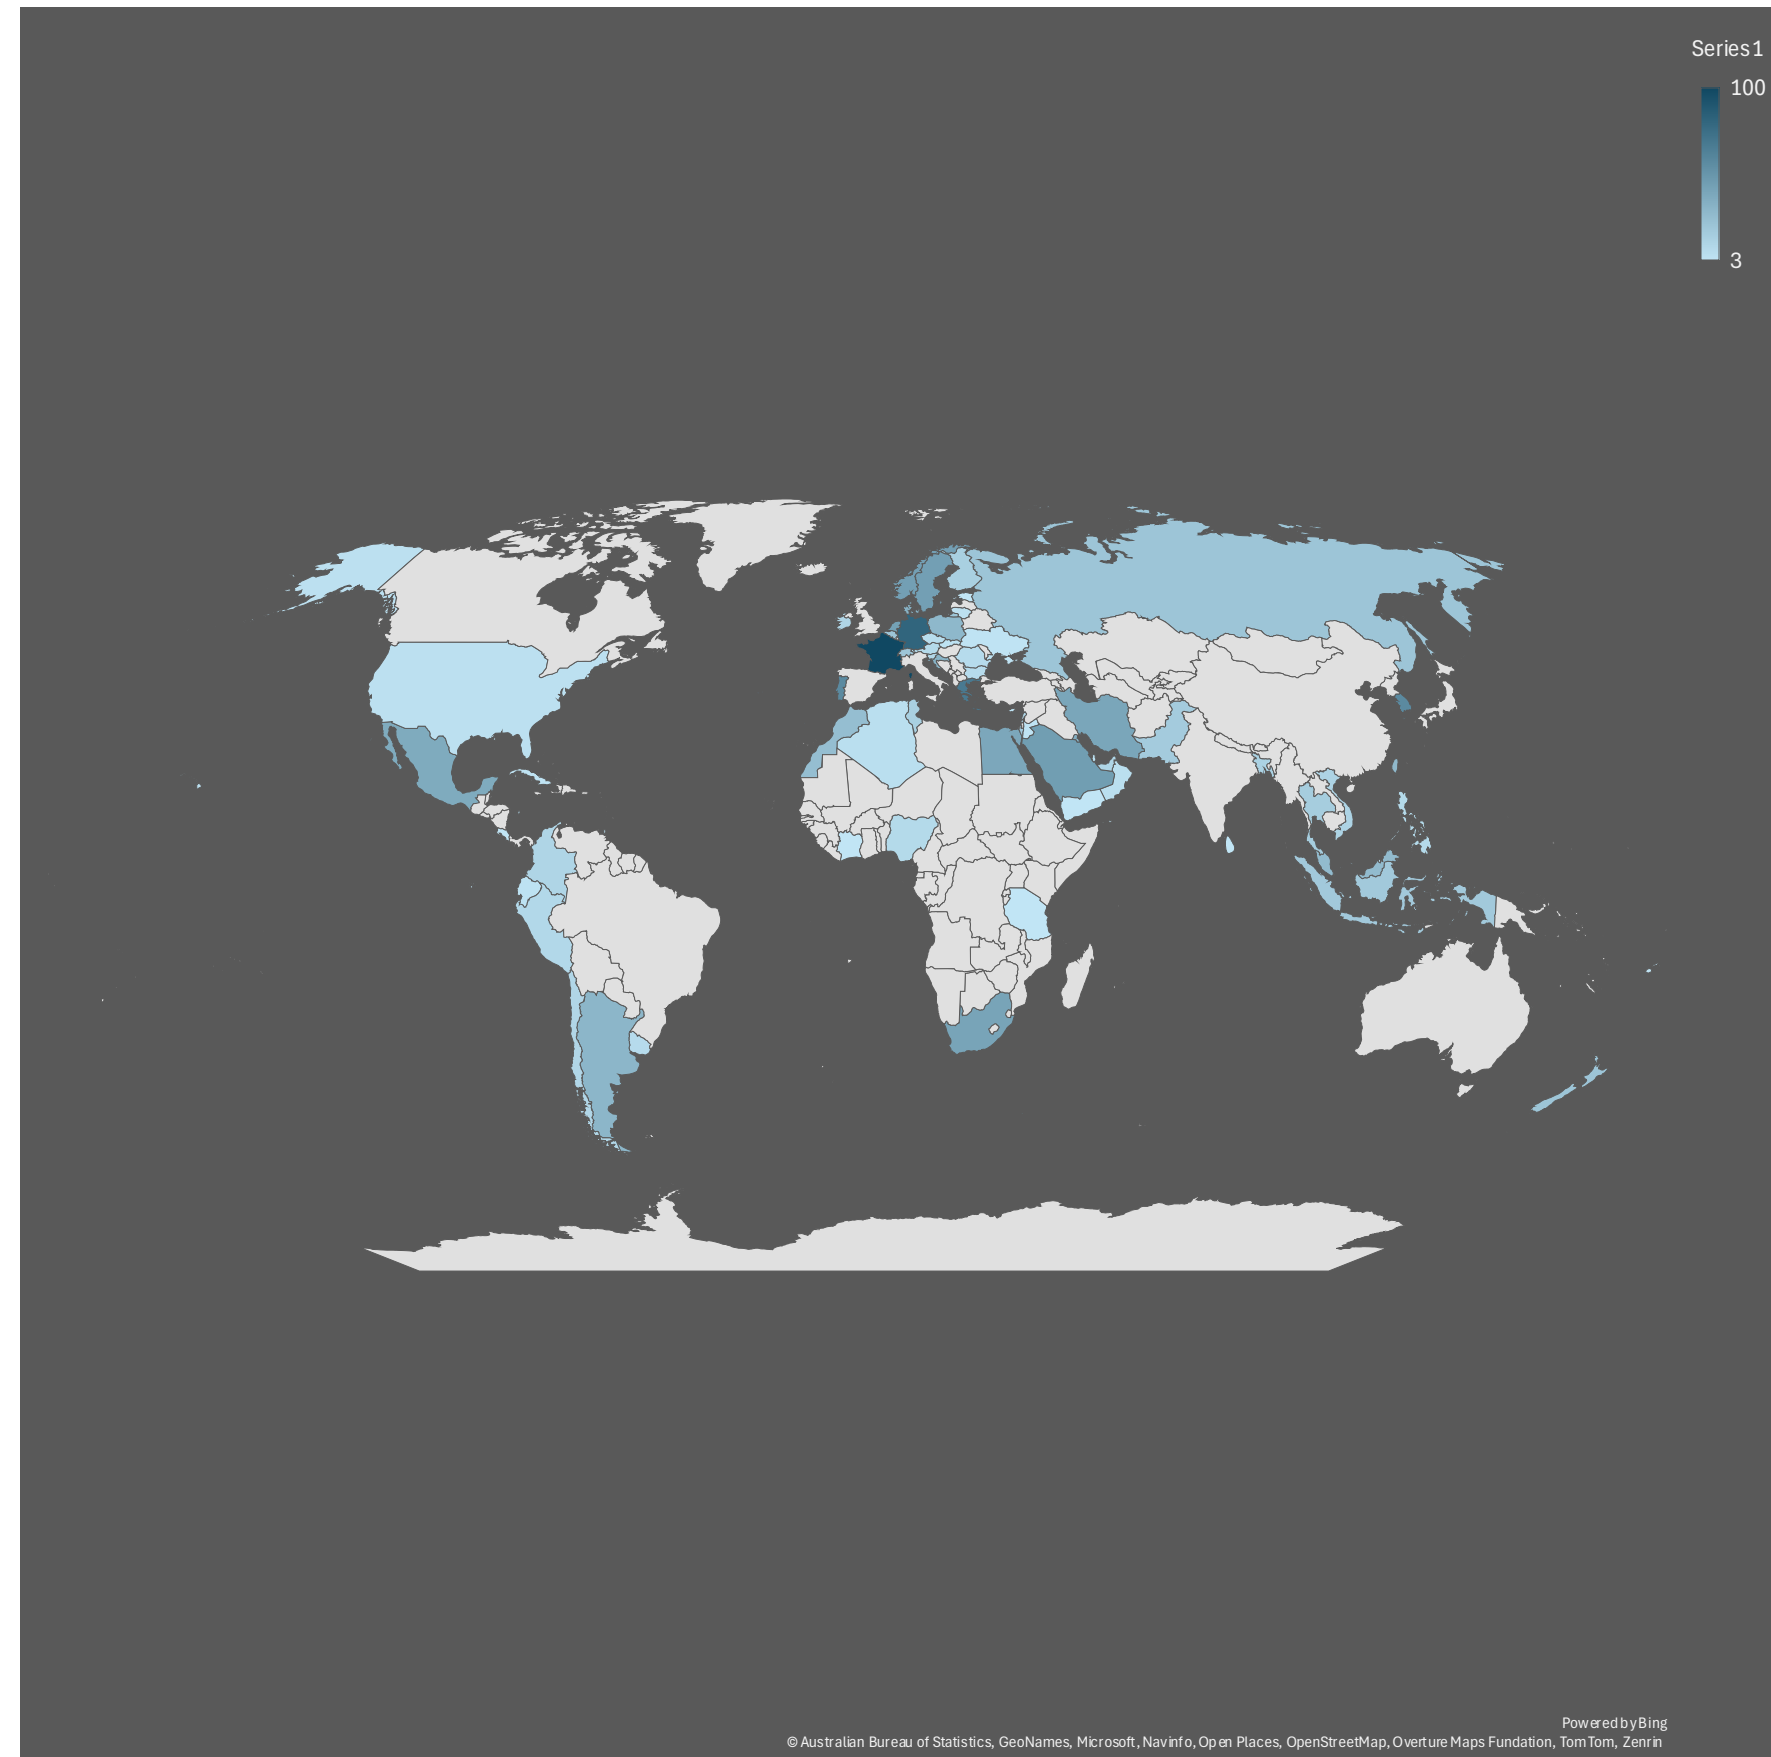 Series1
100
3
Powered by Bing
© Australian Bureau of Statistics, GeoNames, Microsoft, Navinfo, Open Places, OpenStreetMap, Overture Maps Fundation, TomTom, Zenrin